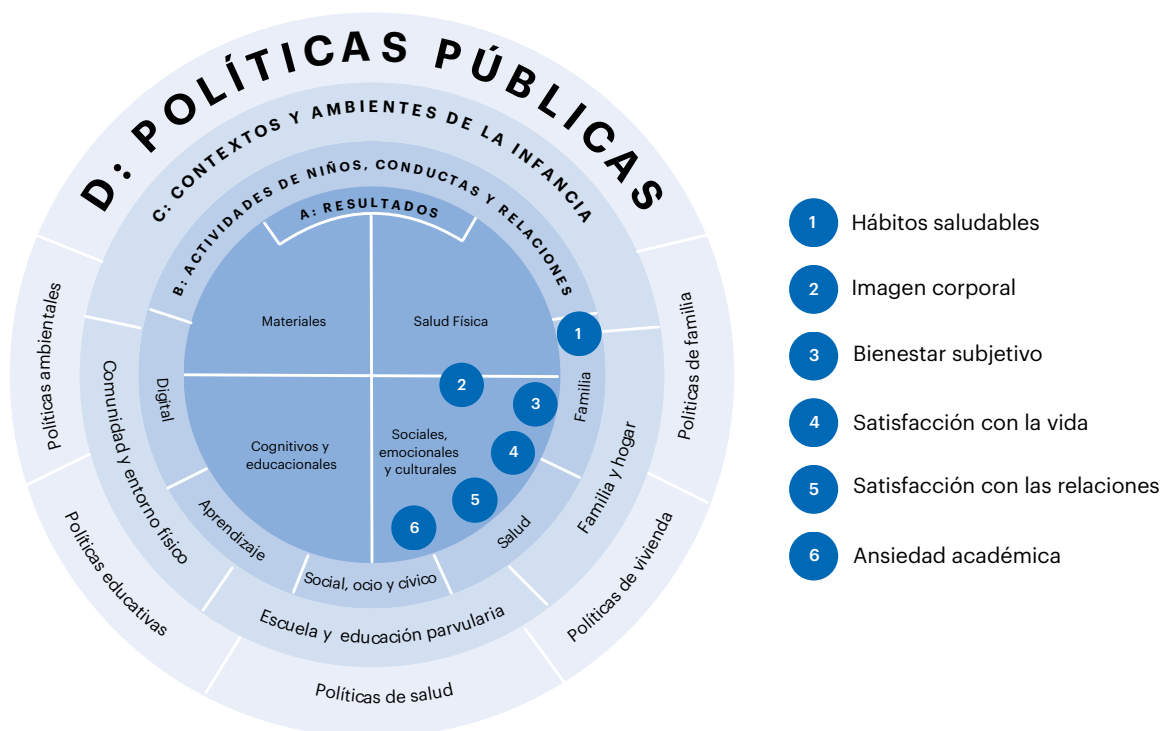 D: POLÍTICAS PÚBLICAS
C: CONTEXTOS Y AMBIENTES DE LA INFANCIA
B: ACTIVIDADES DE NIÑOS, CONDUCTAS Y RELACIONES
A: RESULTADOS
Materiales
Salud Física
Cognitivos y
educacionales
Sociales,
emocionales
y culturales
Digital
Aprendizaje
Social, ocio y cívico
Salud
Familia
Comunidad y entorno físico
Escuela y educación parvularia
Familia y hogar
Políticas ambientales
Políticas educativas
Políticas de salud
Políticas de vivienda
Políticas de familia
1
2
3
4
5
6
1 Hábitos saludables
2 Imagen corporal
3 Bienestar subjetivo
4 Satisfacción con la vida
5 Satisfacción con las relaciones
6 Ansiedad académica